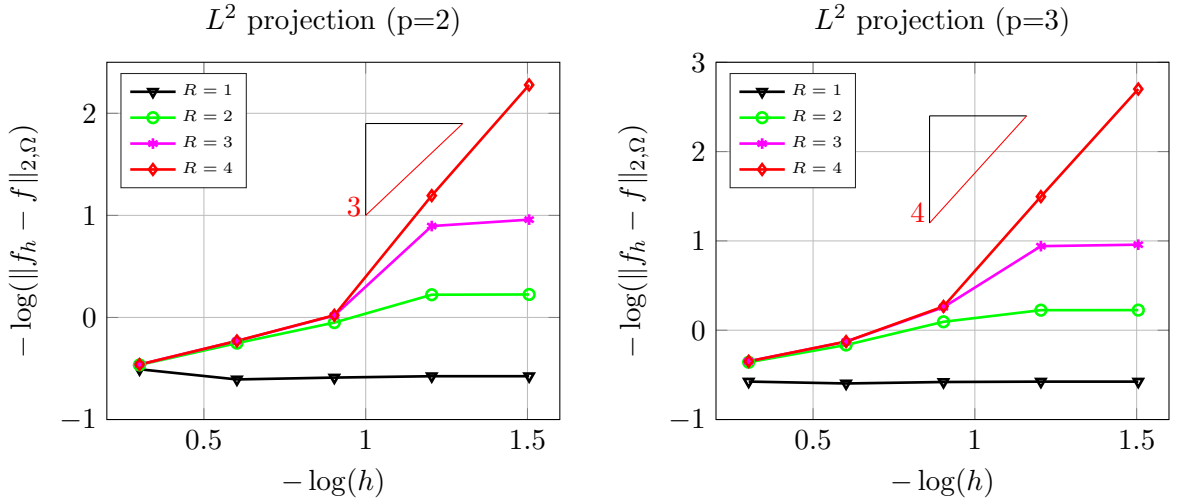 L² projection (p=2)
− log(‖f_h − f‖_{2,Ω})
2
1
0
−1
0.5
1
1.5
− log(h)
R = 1
R = 2
R = 3
R = 4
3
L² projection (p=3)
− log(‖f_h − f‖_{2,Ω})
3
2
1
0
−1
0.5
1
1.5
− log(h)
R = 1
R = 2
R = 3
R = 4
4